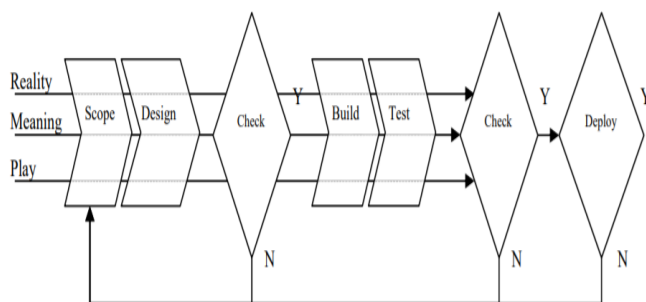 Reality
Meaning
Play
Scope
Design
Check
Y
Build
Test
Check
Y
Deploy
Y
N
N
N